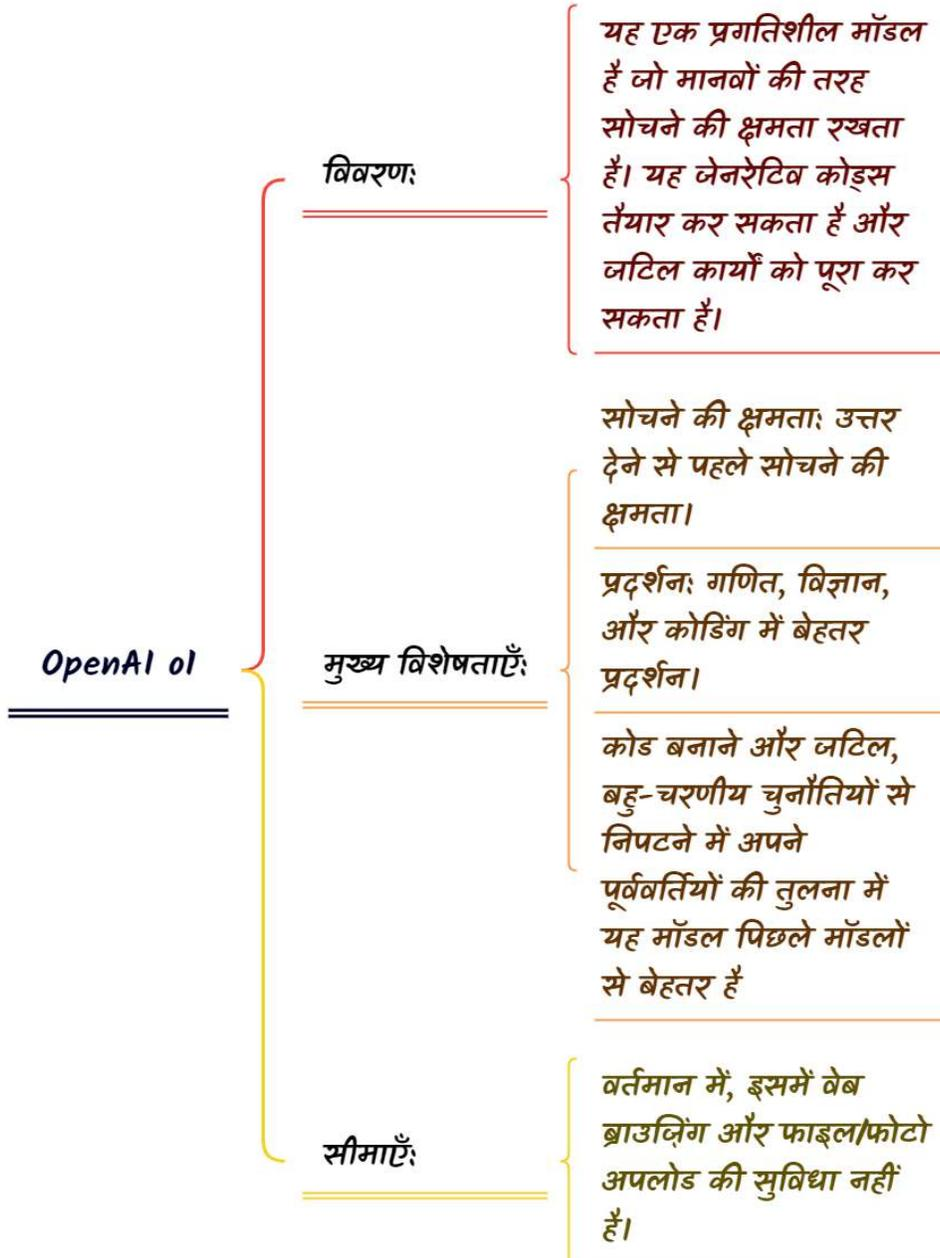 यह एक प्रगतिशील मॉडल
है जो मानवों की तरह
सोचने की क्षमता रखता
है। यह जेनरेटिव कोड्स
तैयार कर सकता है और
जटिल कार्यों को पूरा कर
सकता है।
विवरण:
सोचने की क्षमता: उत्तर
देने से पहले सोचने की
क्षमता।
प्रदर्शन: गणित, विज्ञान,
और कोडिंग में बेहतर
प्रदर्शन।
OpenAI o1
मुख्य विशेषताएँ:
कोड बनाने और जटिल,
बहु-चरणीय चुनौतियों से
निपटने में अपने
पूर्ववर्तियों की तुलना में
यह मॉडल पिछले मॉडलों
से बेहतर है
सीमाएँ:
वर्तमान में, इसमें वेब
ब्राउज़िंग और फाइल/फोटो
अपलोड की सुविधा नहीं
है।